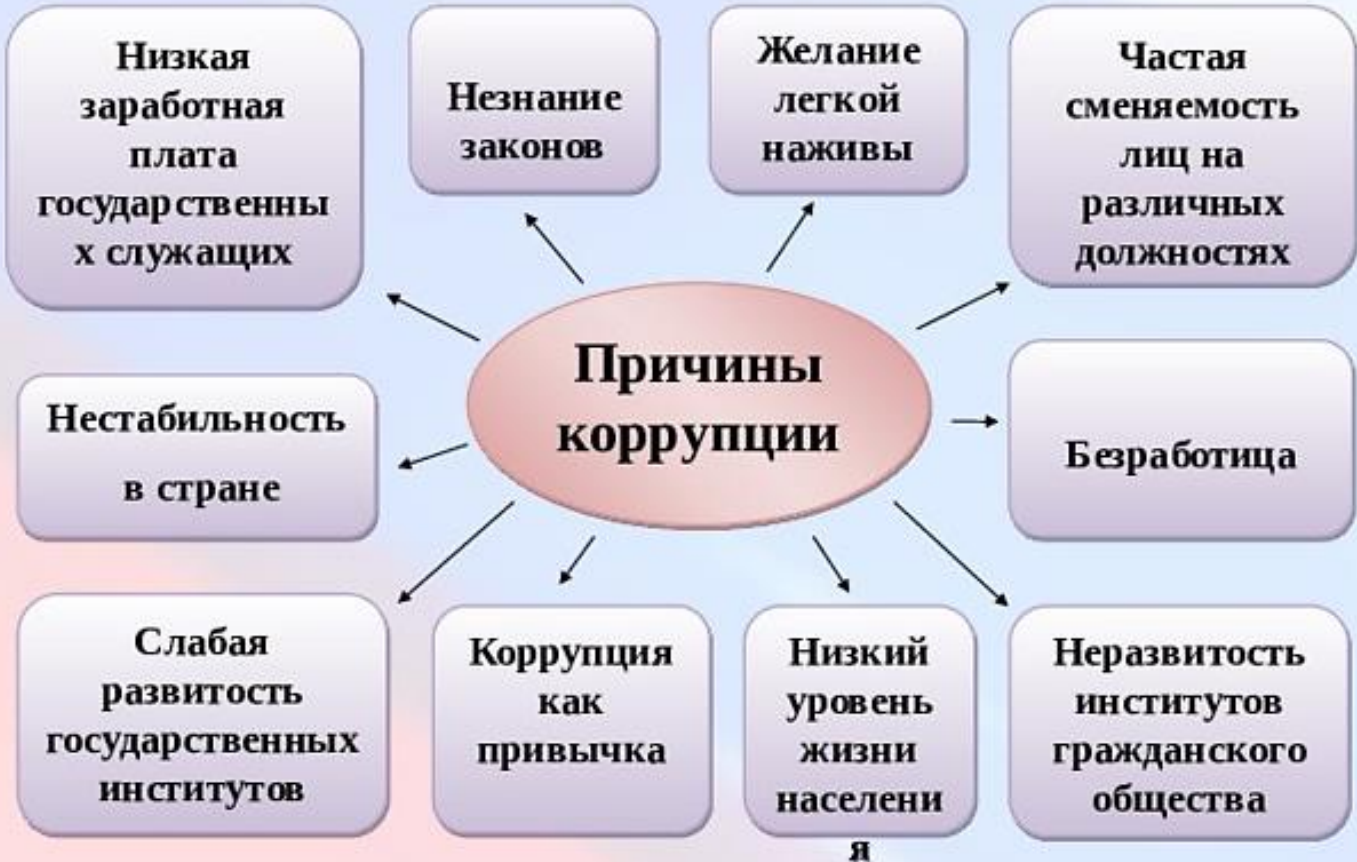 Низкая
заработная
плата
государственны
х служащих
Незнание
законов
Желание
легкой
наживы
Частая
сменяемость
лиц на
различных
должностях
Причины
коррупции
Нестабильность
в стране
Безработица
Слабая
развитость
государственных
институтов
Коррупция
как
привычка
Низкий
уровень
жизни
населени
я
Неразвитость
институтов
гражданского
общества